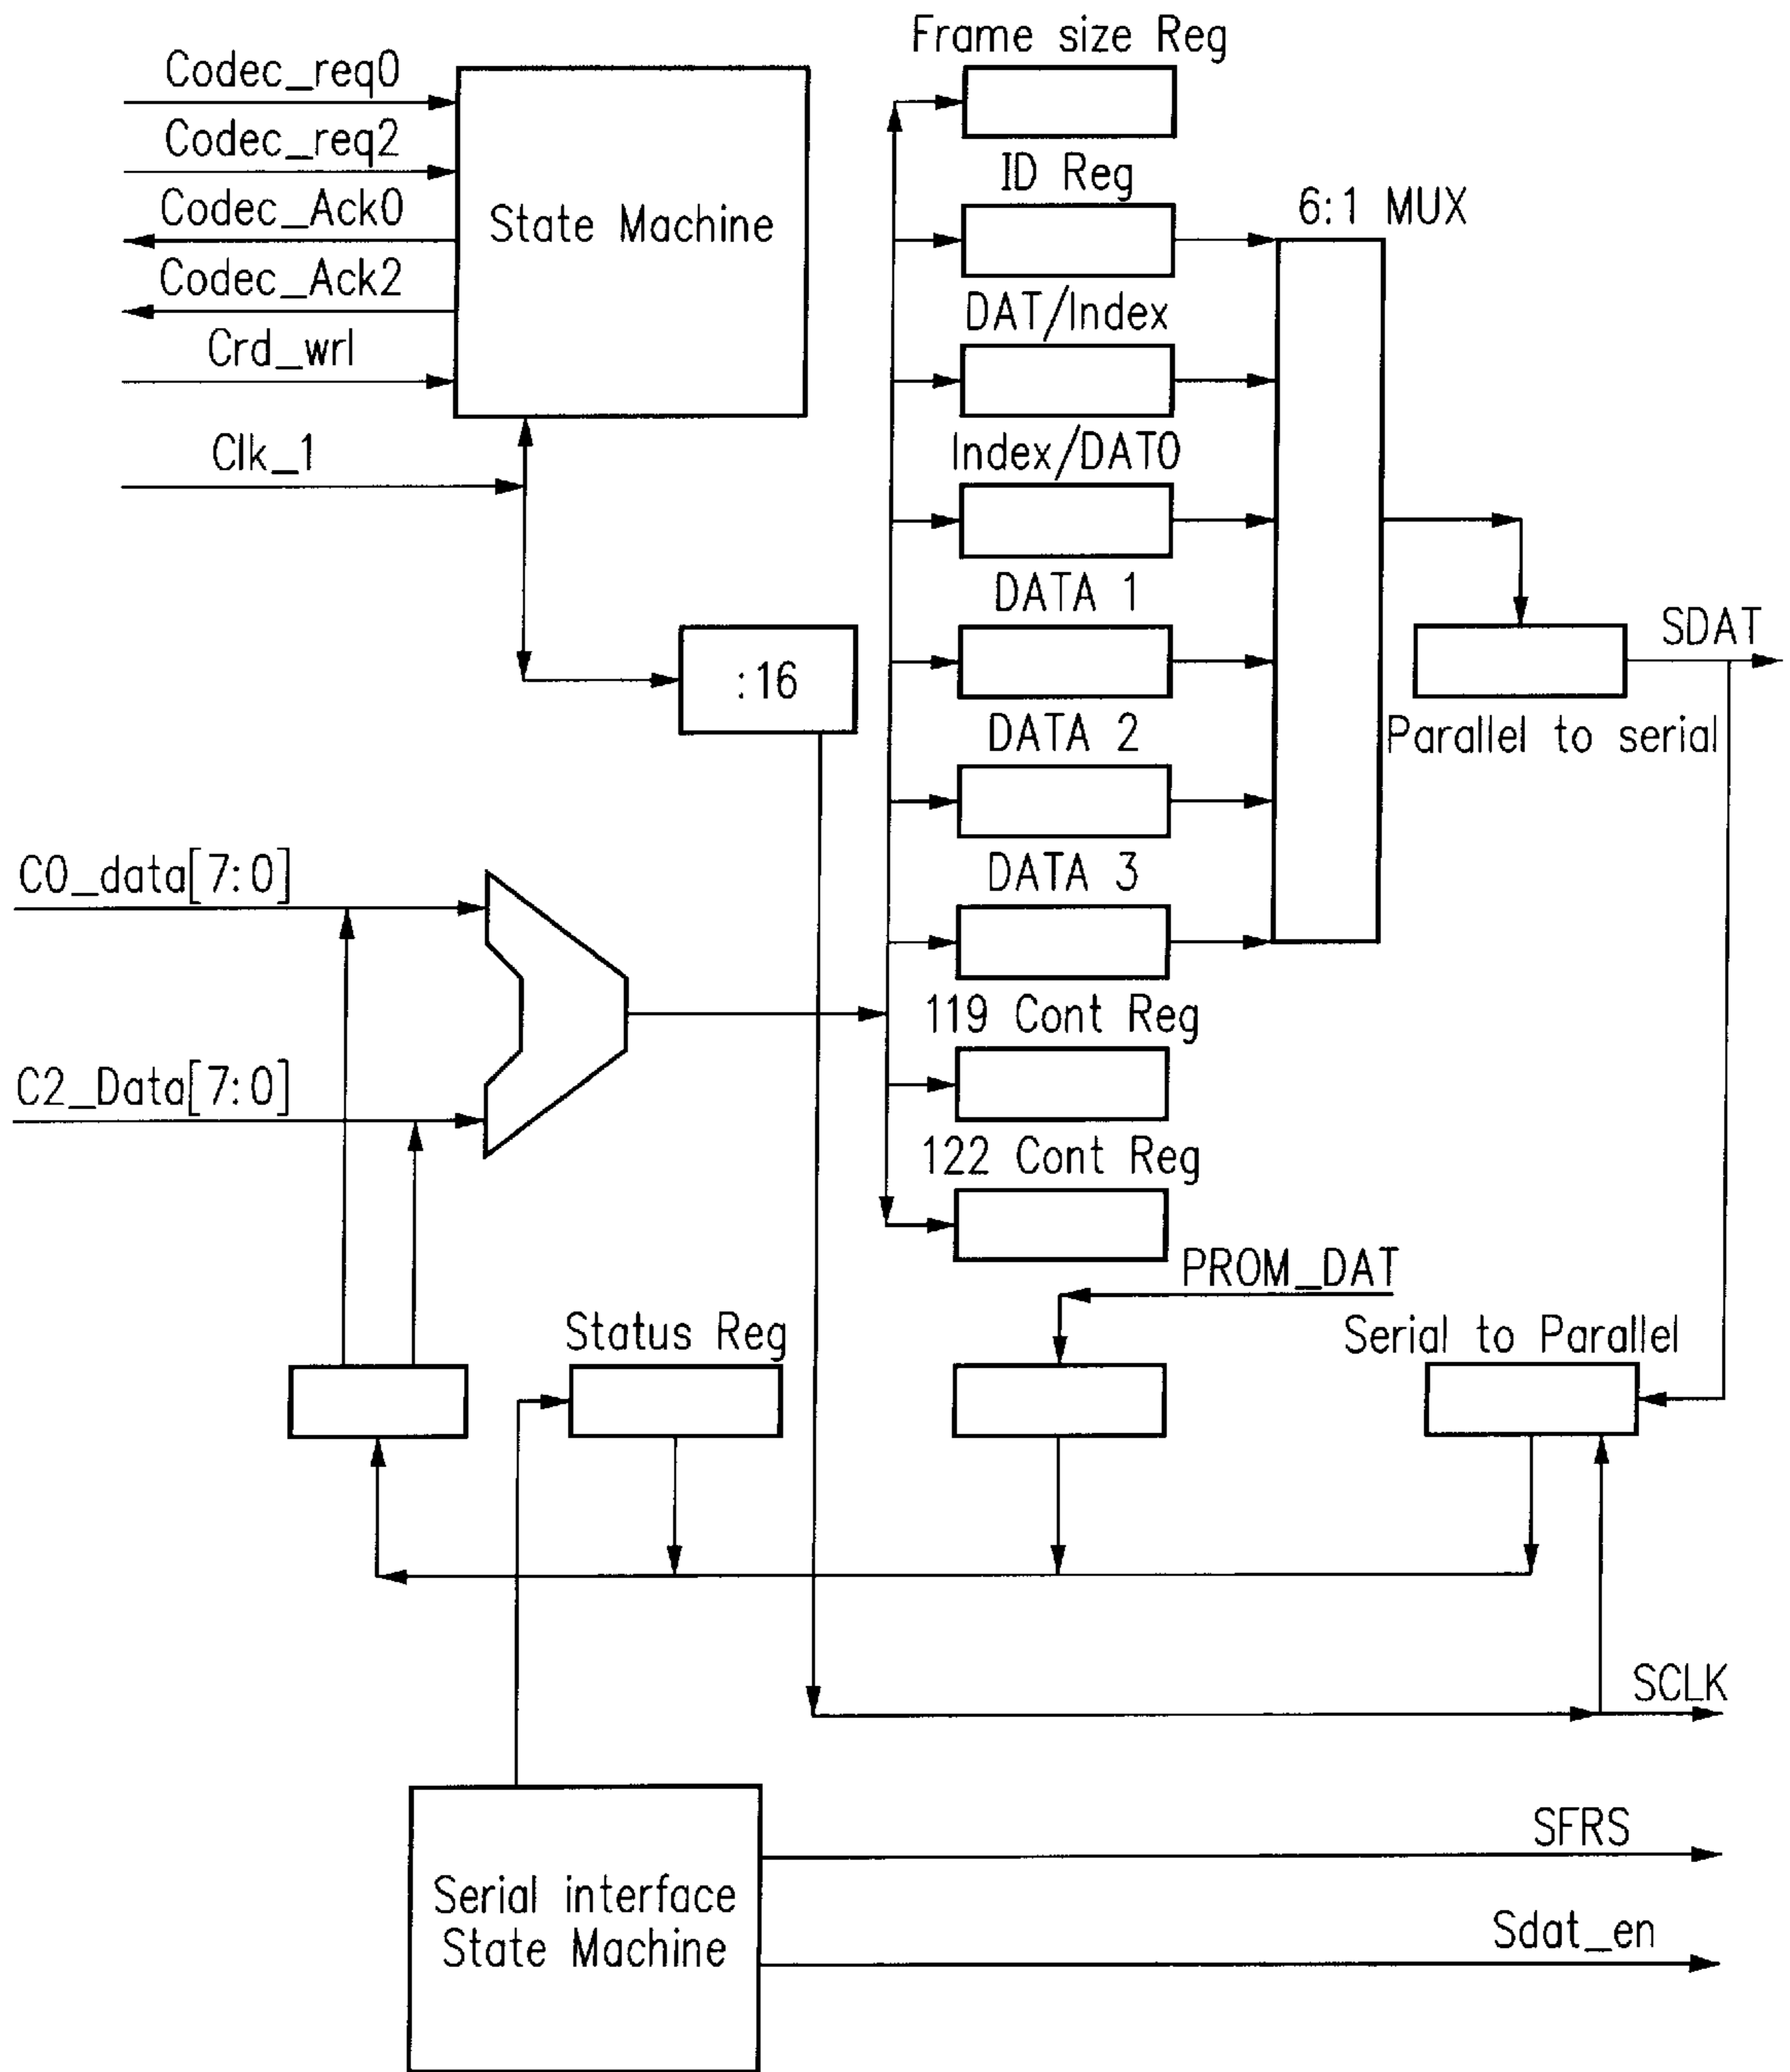 Frame size Reg
Codec_req0
Codec_req2
ID Reg
6:1 MUX
Codec_Ack0
State Machine
Codec_Ack2
DAT/Index
Crd_wrl
Clk_1
Index/DAT0
DATA 1
SDAT
:16
DATA 2
Parallel to serial
C0_data[7:0]
DATA 3
119 Cont Reg
C2_Data[7:0]
122 Cont Reg
PROM_DAT
Status Reg
Serial to Parallel
SCLK
SFRS
Serial interface
State Machine
Sdat_en